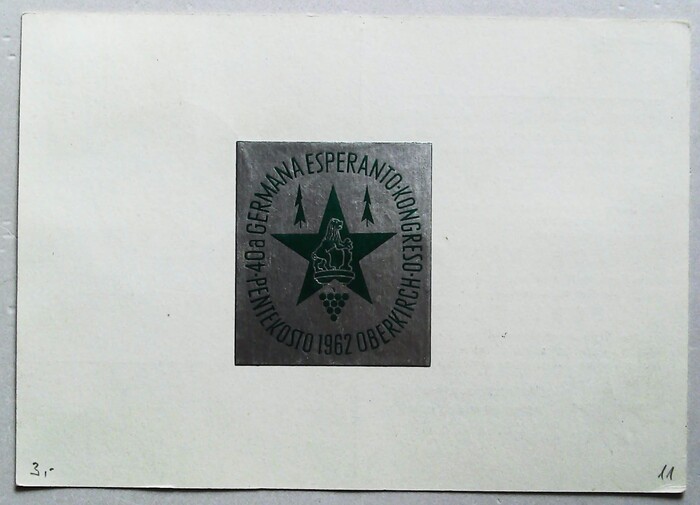 40a GERMANA ESPERANTO-KONGRESO·OBERKIRCH
PENTEKOSTO 1962
3,-
11